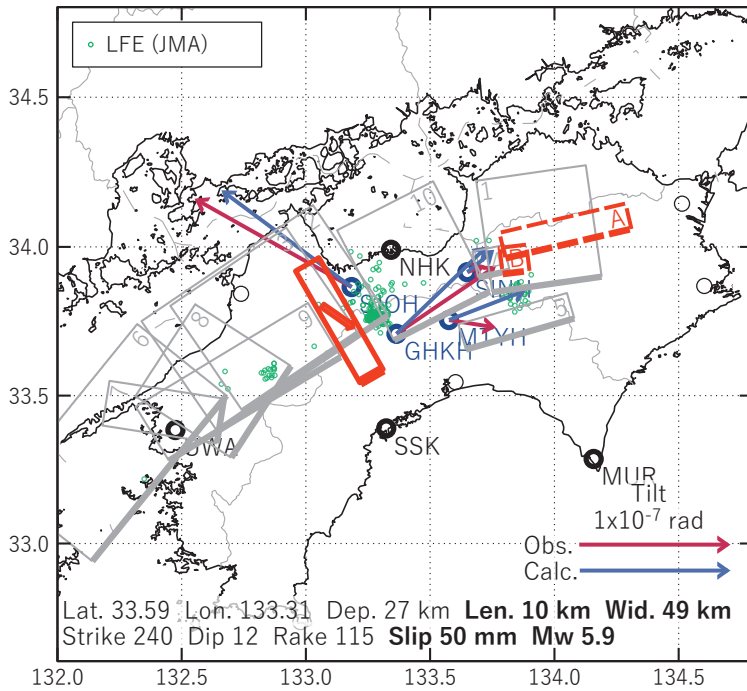 LFE (JMA)
34.5
34.0
33.5
33.0
10
1
A
B
NHK
SIOH
8
9
5
GHKH
MTYH
6
UWA
SSK
MUR
Tilt
1x10⁻⁷ rad
Obs.
Calc.
Lat. 33.59 Lon. 133.31 Dep. 27 km Len. 10 km Wid. 49 km
Strike 240 Dip 12 Rake 115 Slip 50 mm Mw 5.9
132.0 132.5 133.0 133.5 134.0 134.5